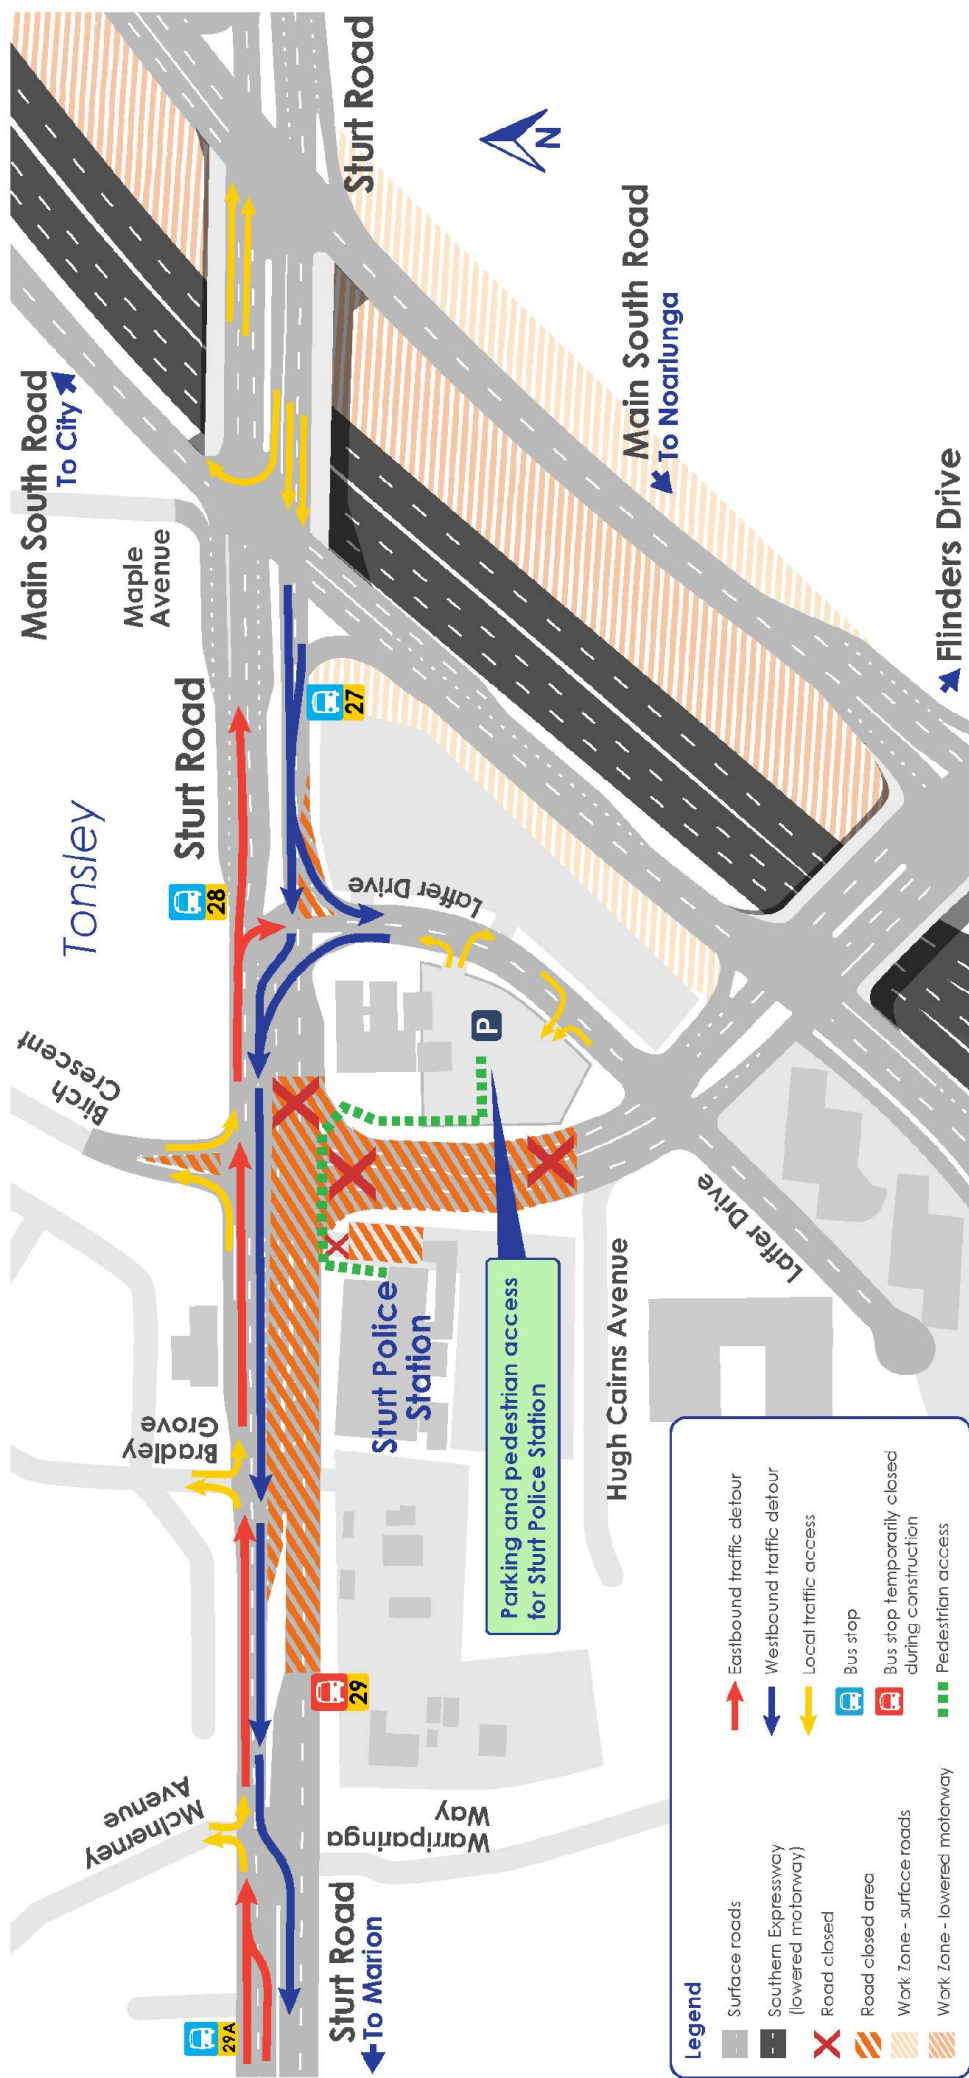 McInerney
Avenue
Bradley
Grove
Birch
Crescent
Tonsley
Maple
Avenue
Main South Road
To City
29A
28
Sturt Road
Sturt Road
Sturt Road
To Marion
29
27
Warriparinga
Way
Sturt Police
Station
Laffer Drive
P
Parking and pedestrian access
for Sturt Police Station
Hugh Cairns Avenue
Laffer Drive
Main South Road
To Noarlunga
N
Flinders Drive
Legend
Surface roads
Southern Expressway
(lowered motorway)
Road closed
Road closed area
Work Zone - surface roads
Work Zone - lowered motorway
Eastbound traffic detour
Westbound traffic detour
Local traffic access
Bus stop
Bus stop temporarily closed
during construction
Pedestrian access